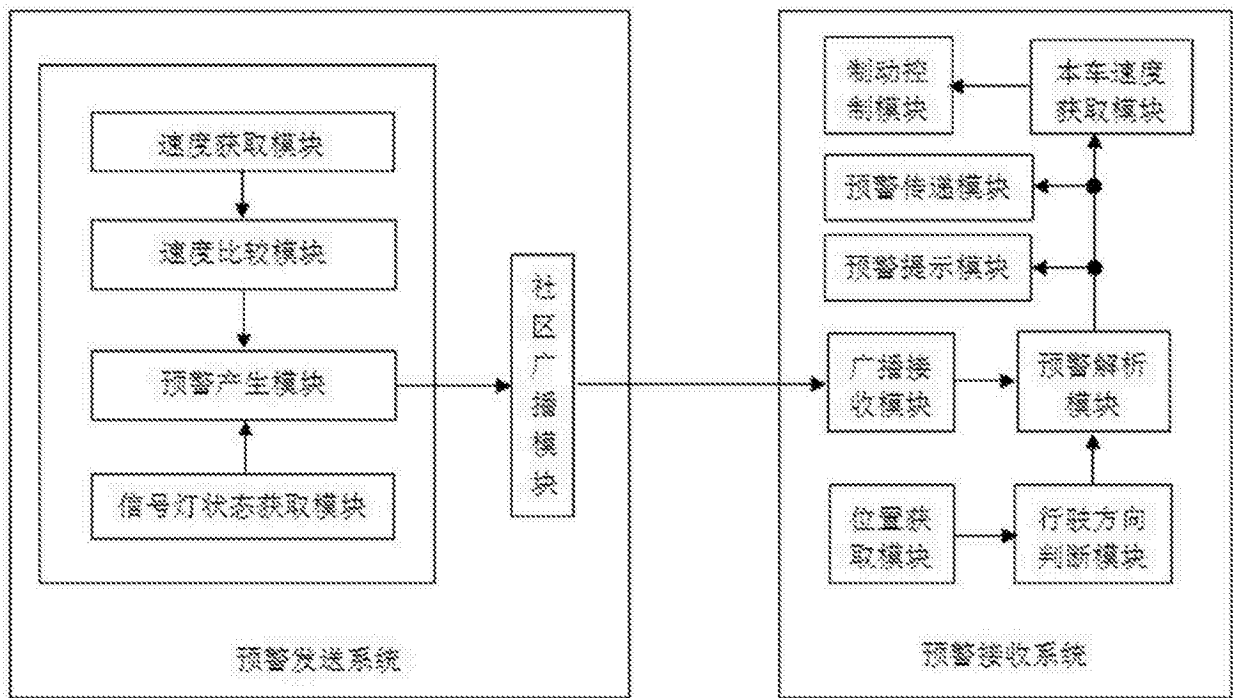 速度获取模块
速度比较模块
预警产生模块
信号灯状态获取模块
社
区
广
播
模
块
预警发送系统
制动控
制模块
本车速度
获取模块
预警传送模块
预警提示模块
广播接
收模块
预警解析
模块
位置获
取模块
行驶方向
判断模块
预警接收系统